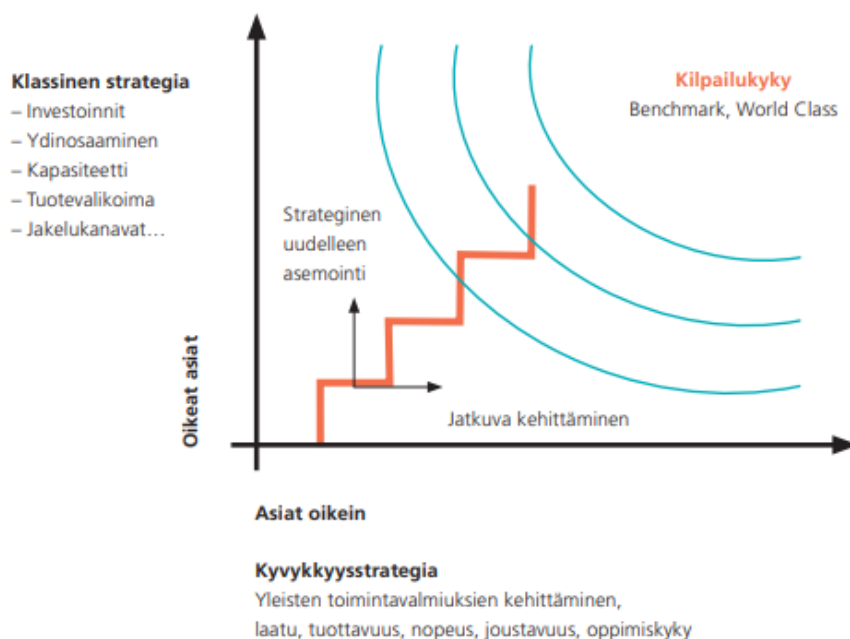 Klassinen strategia
– Investoinnit
– Ydinosaaminen
– Kapasiteetti
– Tuotevalikoima
– Jakelukanavat…
Kilpailukyky
Benchmark, World Class
Strateginen
uudelleen
asemointi
Oikeat asiat
Jatkuva kehittäminen
Asiat oikein
Kyvykkyysstrategia
Yleisten toimintavalmiuksien kehittäminen,
laatu, tuottavuus, nopeus, joustavuus, oppimiskyky